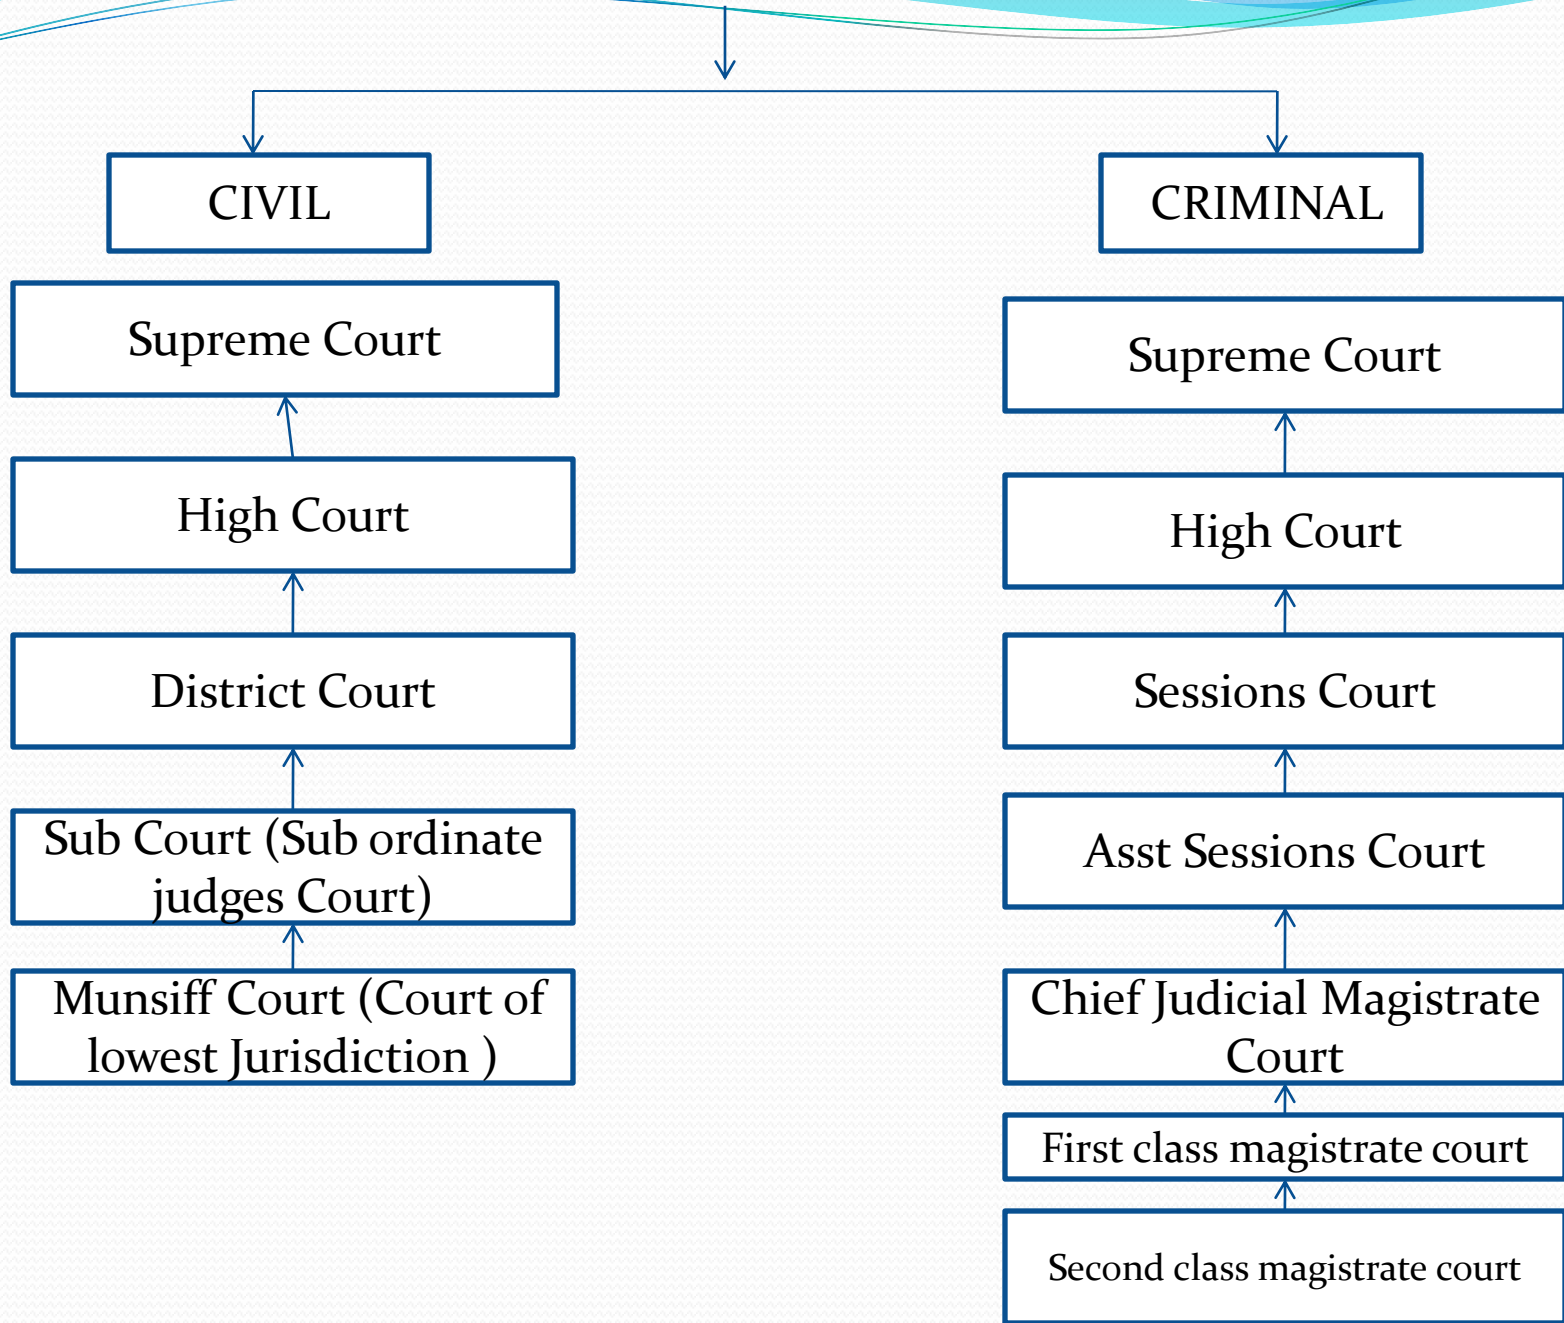 CIVIL
Supreme Court
High Court
District Court
Sub Court (Sub ordinate
judges Court)
Munsiff Court (Court of
lowest Jurisdiction )
CRIMINAL
Supreme Court
High Court
Sessions Court
Asst Sessions Court
Chief Judicial Magistrate
Court
First class magistrate court
Second class magistrate court